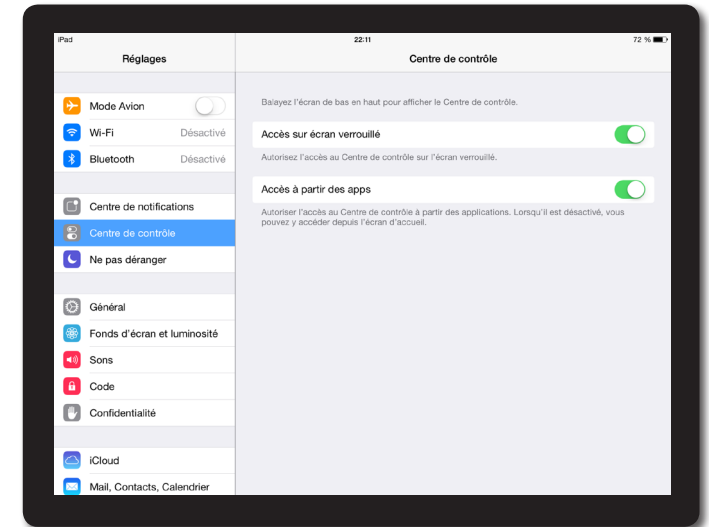 iPad 22:11 72 %
Réglages
Centre de contrôle
Mode Avion
Wi-Fi Désactivé
Bluetooth Désactivé
Centre de notifications
Centre de contrôle
Ne pas déranger
Général
Fonds d'écran et luminosité
Sons
Code
Confidentialité
iCloud
Mail, Contacts, Calendrier
Balayez l'écran de bas en haut pour afficher le Centre de contrôle.
Accès sur écran verrouillé
Autorisez l'accès au Centre de contrôle sur l'écran verrouillé.
Accès à partir des apps
Autoriser l'accès au Centre de contrôle à partir des applications. Lorsqu'il est désactivé, vous
pouvez y accéder depuis l'écran d'accueil.